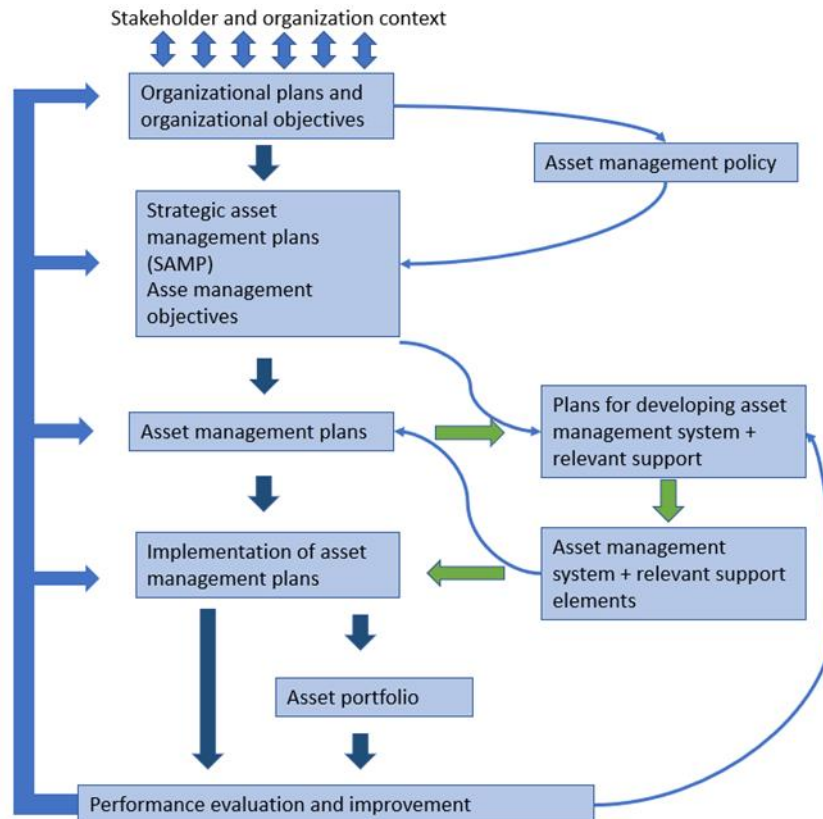 Stakeholder and organization context
Organizational plans and
organizational objectives
Asset management policy
Strategic asset
management plans
(SAMP)
Asse management
objectives
Asset management plans
Plans for developing asset
management system +
relevant support
Implementation of asset
management plans
Asset management
system + relevant support
elements
Asset portfolio
Performance evaluation and improvement